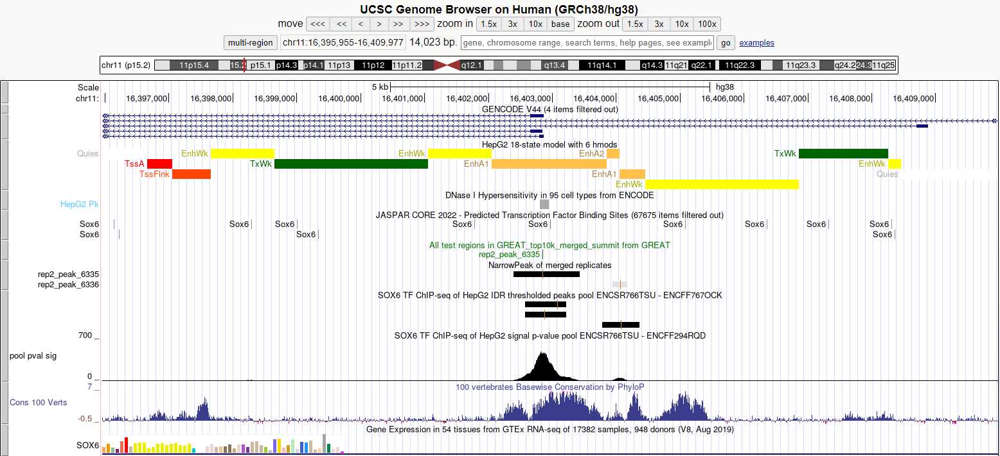 UCSC Genome Browser on Human (GRCh38/hg38)
move <<< << < > >> >>> zoom in 1.5x 3x 10x base zoom out 1.5x 3x 10x 100x
multi-region chr11:16,395,955-16,409,977 14,023 bp. gene, chromosome range, search terms, help pages, see exampl go examples
chr11 (p15.2) 11p15.4 15.2 p15.1 p14.3 p14.1 11p13 11p12 11p11.2 q12.1 q13.4 11q14.1 q14.3 11q21 q22.1 11q22.3 11q23.3 q24.2 24.3 11q25
Scale 5 kb hg38
chr11: 16,397,000 16,398,000 16,399,000 16,400,000 16,401,000 16,402,000 16,403,000 16,404,000 16,405,000 16,406,000 16,407,000 16,408,000 16,409,000
GENCODE V44 (4 items filtered out)
HepG2 18-state model with 6 hmods
Quies EnhWk EnhWk EnhA2 TxWk
TssA TxWk EnhA1 EnhWk
TssFlnk EnhA1 Quies
EnhWk
DNase I Hypersensitivity in 95 cell types from ENCODE
HepG2 Pk
JASPAR CORE 2022 - Predicted Transcription Factor Binding Sites (67675 items filtered out)
Sox6 Sox6 Sox6 Sox6 Sox6 Sox6 Sox6 Sox6 Sox6
Sox6 Sox6 Sox6
All test regions in GREAT_top10k_merged_summit from GREAT
rep2_peak_6335
NarrowPeak of merged replicates
rep2_peak_6335
rep2_peak_6336
SOX6 TF ChIP-seq of HepG2 IDR thresholded peaks pool ENCSR766TSU - ENCFF767OCK
SOX6 TF ChIP-seq of HepG2 signal p-value pool ENCSR766TSU - ENCFF294RQD
700 _
pool pval sig
0 _
100 vertebrates Basewise Conservation by PhyloP
7 _
Cons 100 Verts
-0.5 _
Gene Expression in 54 tissues from GTEx RNA-seq of 17382 samples, 948 donors (V8, Aug 2019)
SOX6